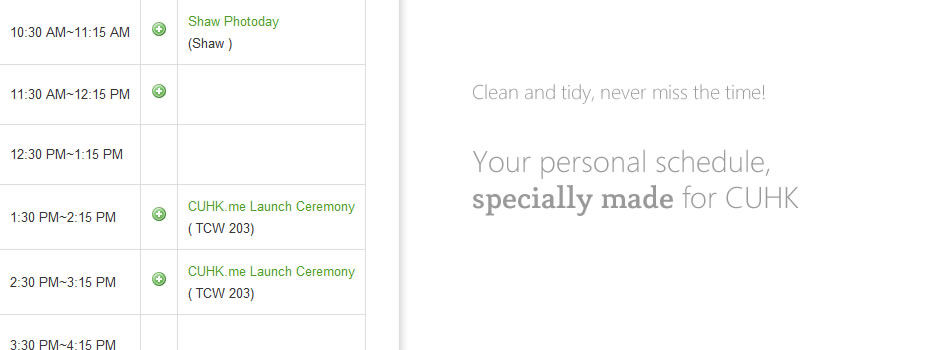 10:30 AM~11:15 AM
Shaw Photoday
(Shaw )
11:30 AM~12:15 PM
12:30 PM~1:15 PM
1:30 PM~2:15 PM
CUHK.me Launch Ceremony
( TCW 203)
2:30 PM~3:15 PM
CUHK.me Launch Ceremony
( TCW 203)
3:30 PM~4:15 PM
Clean and tidy, never miss the time!
Your personal schedule,
specially made for CUHK